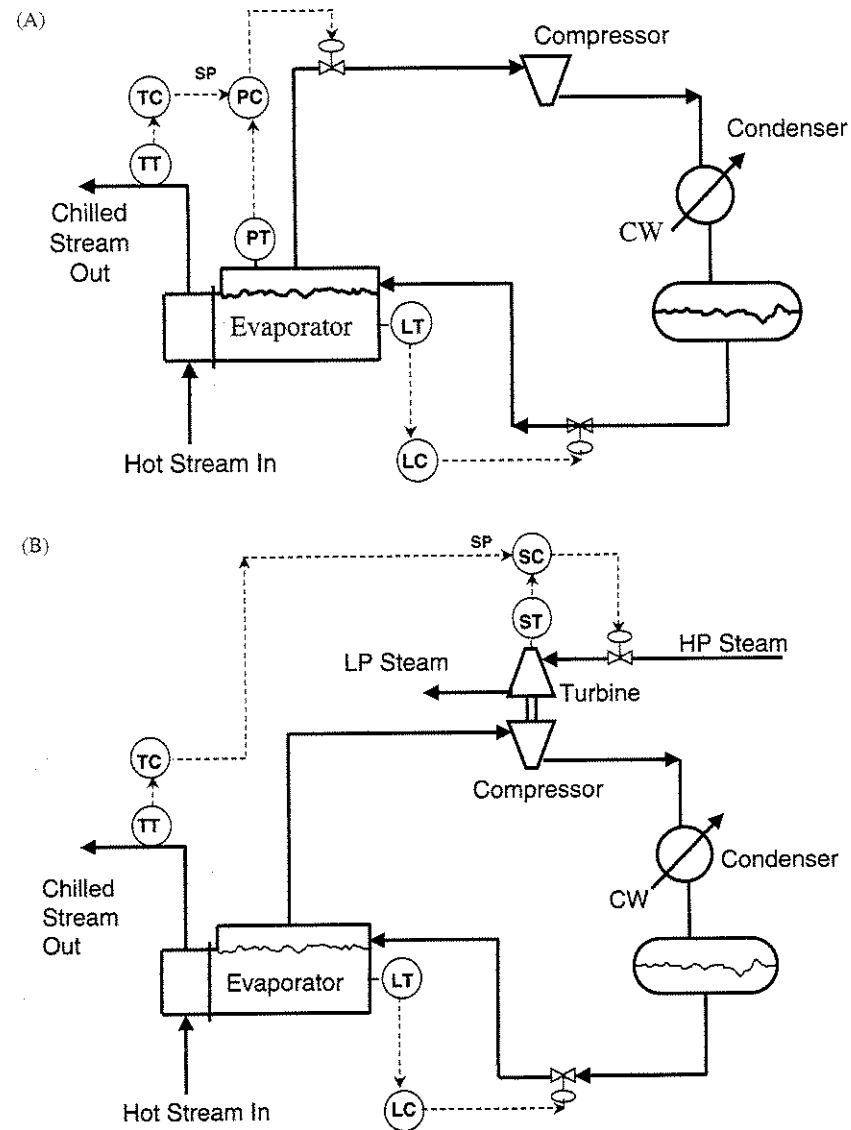 (A)
Compressor
SP
TC
PC
Condenser
TT
Chilled
Stream
Out
PT
CW
Evaporator
LT
Hot Stream In
LC
(B)
SP
SC
ST
HP Steam
LP Steam
Turbine
TC
Compressor
TT
Condenser
Chilled
Stream
Out
CW
Evaporator
LT
Hot Stream In
LC